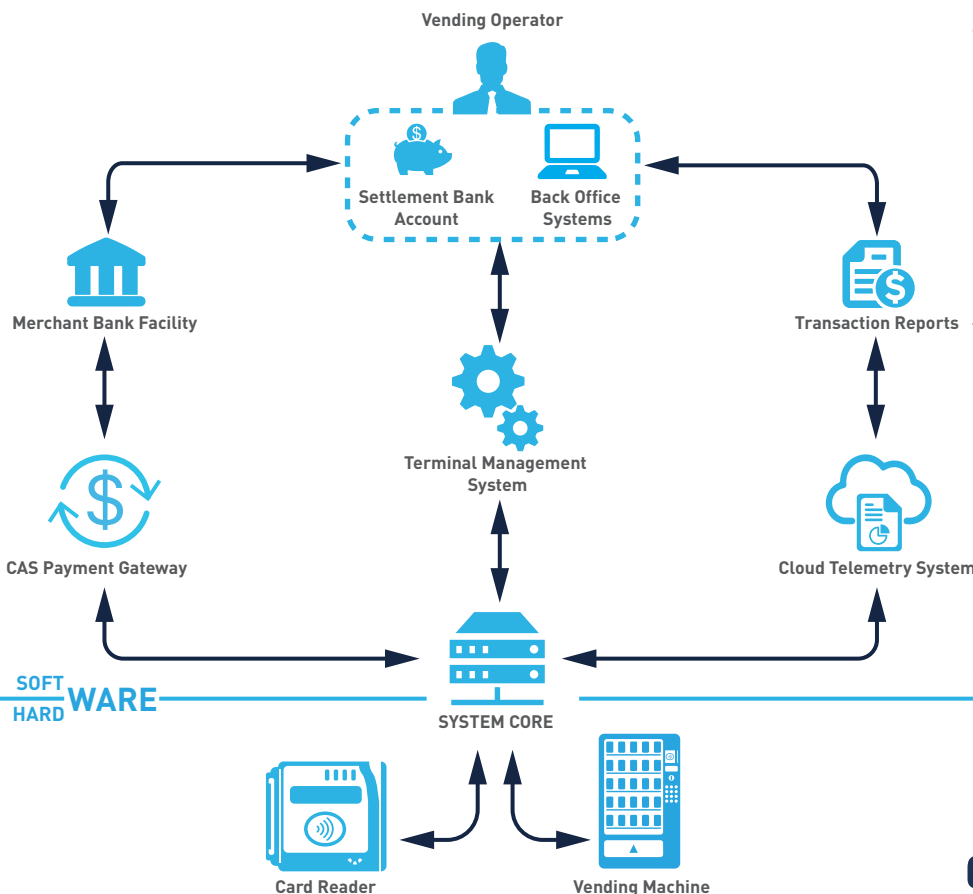 Vending Operator
Settlement Bank
Account
Back Office
Systems
Merchant Bank Facility
Transaction Reports
Terminal Management
System
CAS Payment Gateway
Cloud Telemetry System
SOFT
HARD
WARE
SYSTEM CORE
Card Reader
Vending Machine